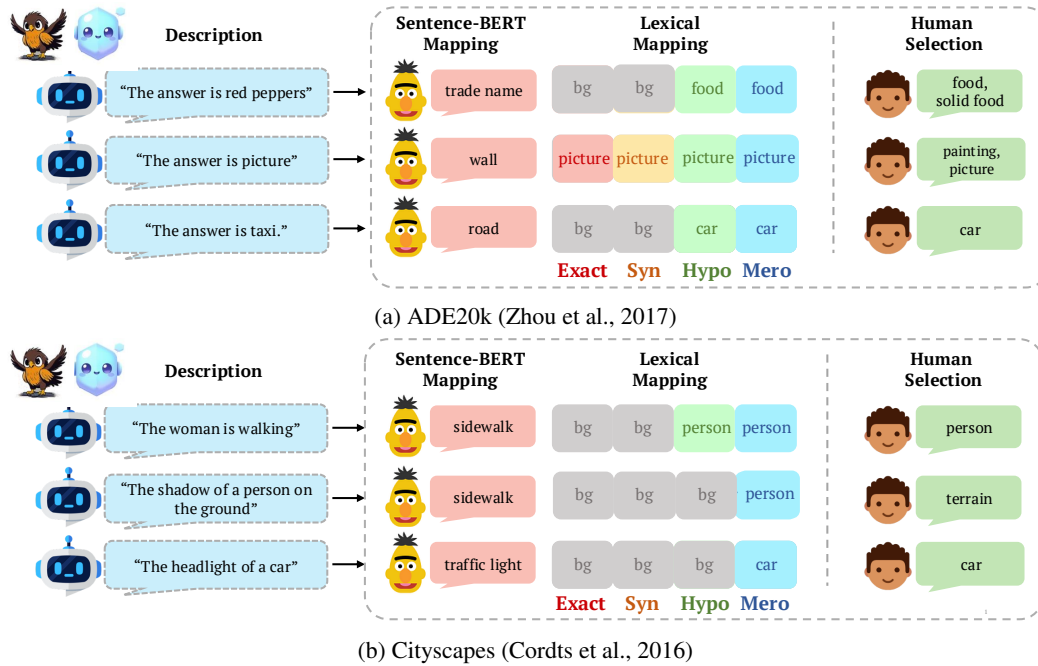 Description
Sentence-BERT
Mapping
Lexical
Mapping
Human
Selection
“The answer is red peppers”
trade name
bg
bg
food
food
food,
solid food
“The answer is picture”
wall
picture
picture
picture
picture
painting,
picture
“The answer is taxi.”
road
bg
bg
car
car
car
Exact
Syn
Hypo
Mero
(a) ADE20k (Zhou et al., 2017)
Description
Sentence-BERT
Mapping
Lexical
Mapping
Human
Selection
“The woman is walking”
sidewalk
bg
bg
person
person
person
“The shadow of a person on
the ground”
sidewalk
bg
bg
bg
person
terrain
“The headlight of a car”
traffic light
bg
bg
bg
car
car
Exact
Syn
Hypo
Mero
(b) Cityscapes (Cordts et al., 2016)